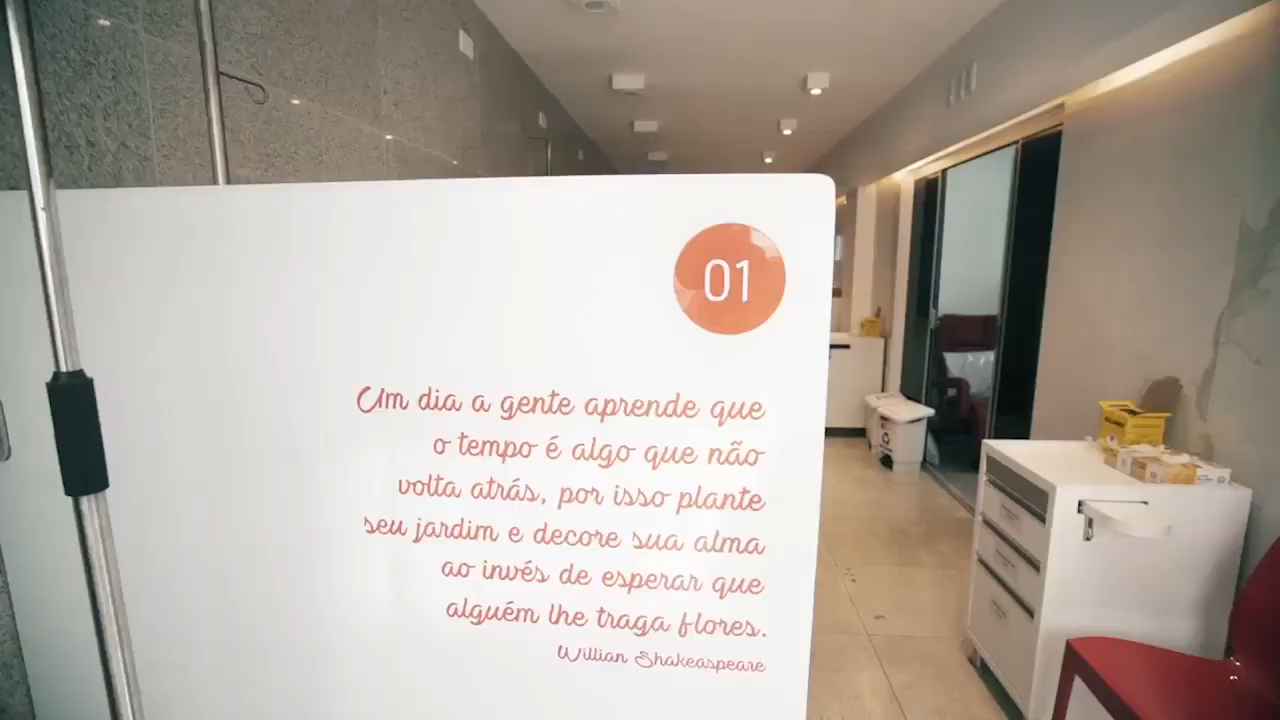 01
Um dia a gente aprende que
o tempo é algo que não
volta atrás, por isso plante
seu jardim e decore sua alma
ao invés de esperar que
alguém lhe traga flores.
Willian Shakeaspeare